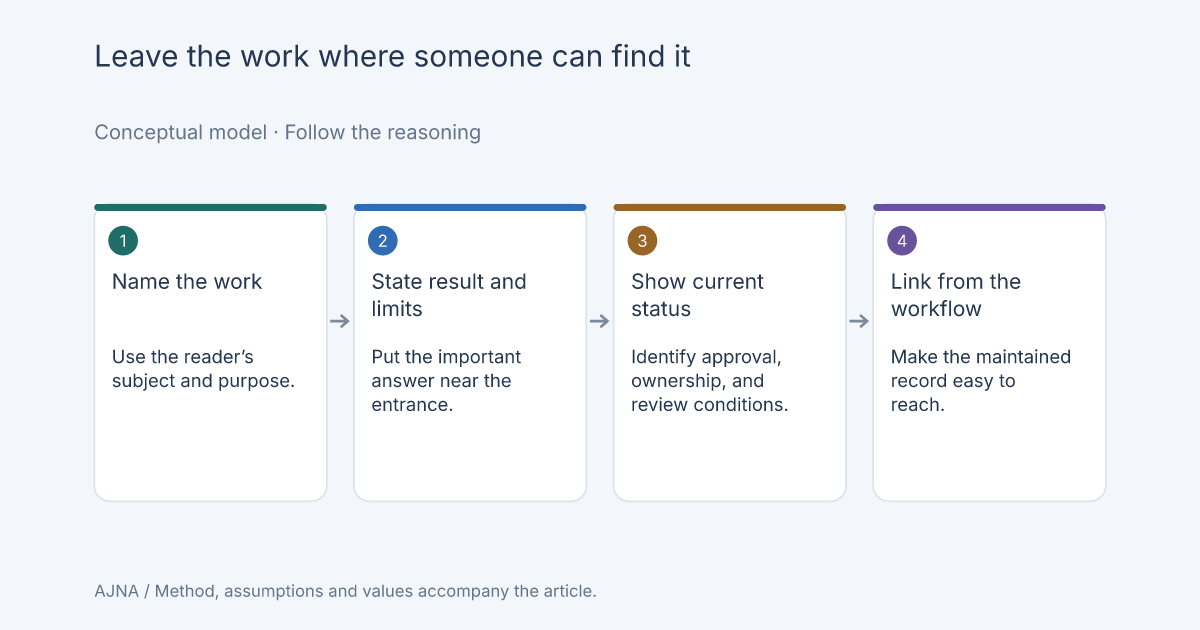 Leave the work where someone can find it
Conceptual model · Follow the reasoning
1
Name the work
Use the reader’s
subject and purpose.
2
State result and
limits
Put the important
answer near the
entrance.
3
Show current
status
Identify approval,
ownership, and
review conditions.
4
Link from the
workflow
Make the maintained
record easy to
reach.
AJNA / Method, assumptions and values accompany the article.